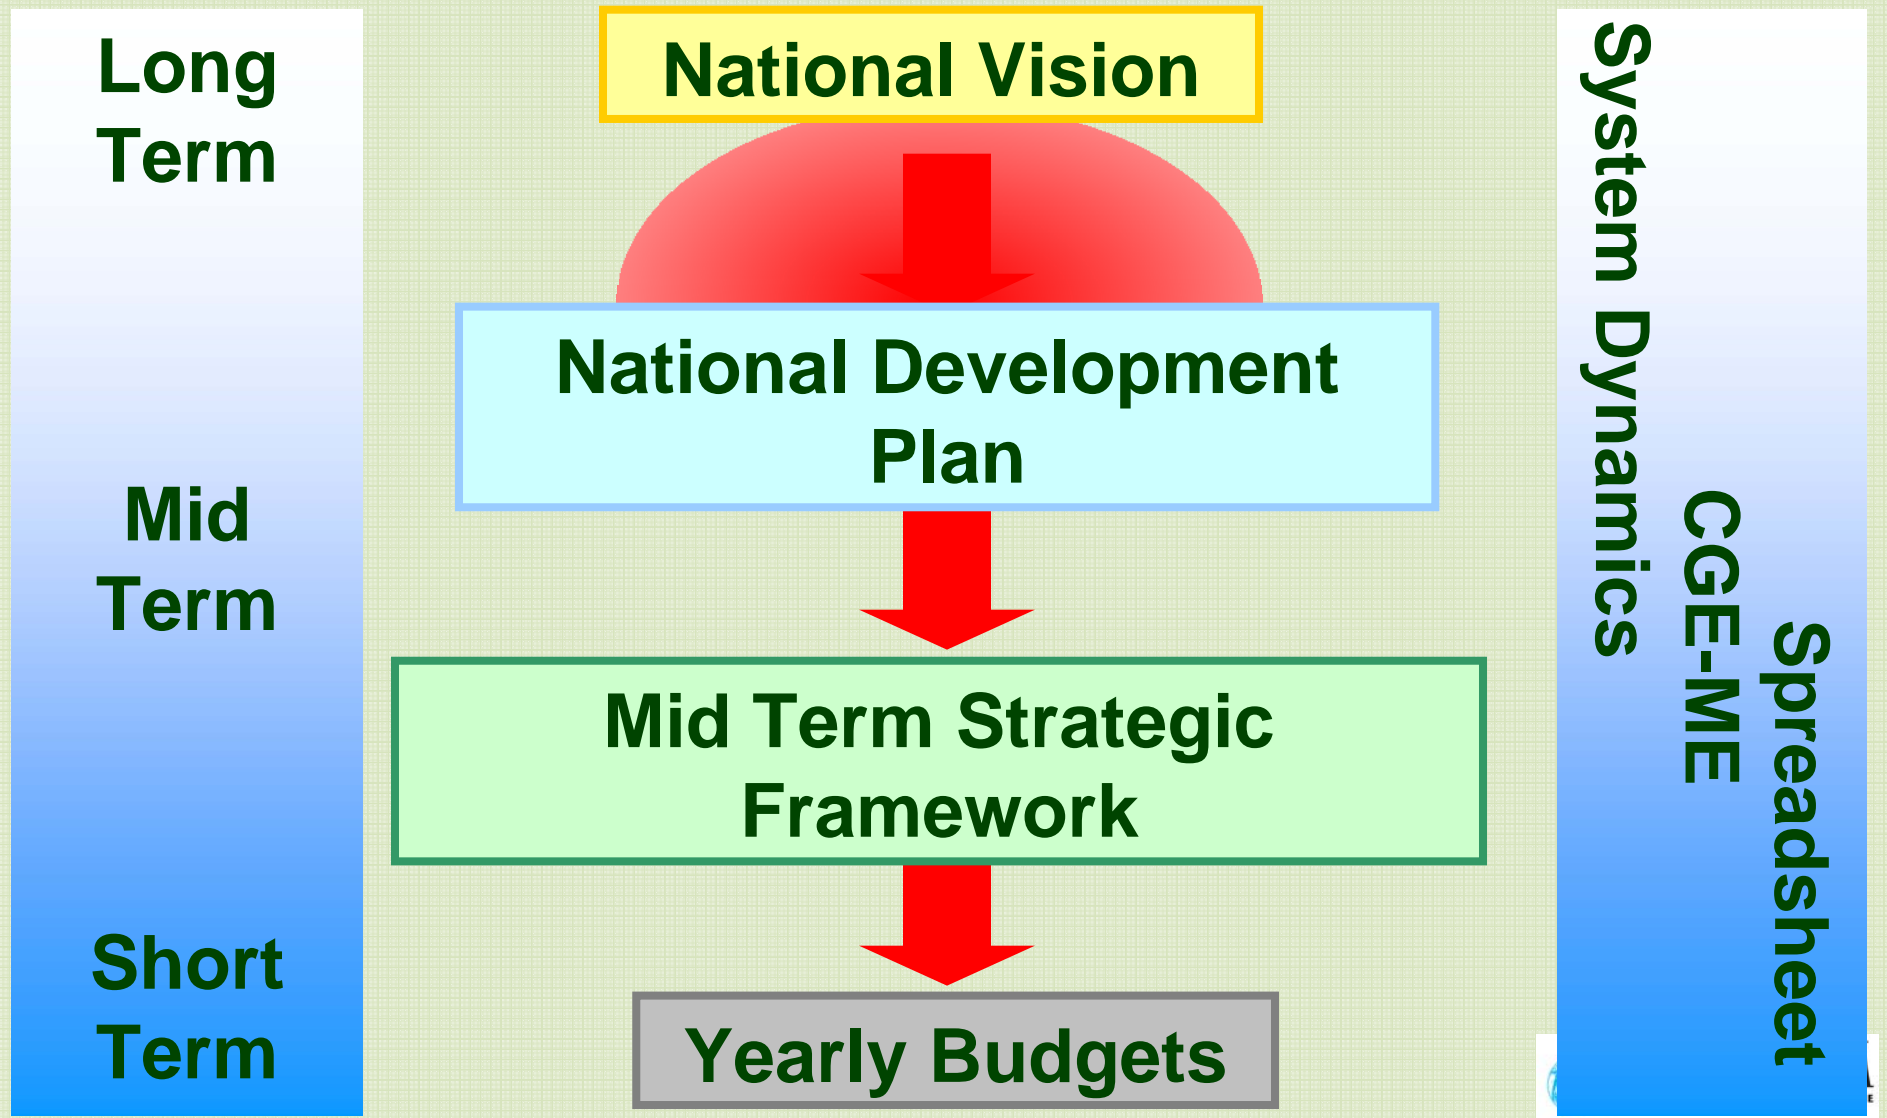 Long
Term
Mid
Term
Short
Term
National Vision
National Development
Plan
Mid Term Strategic
Framework
Yearly Budgets
System Dynamics
CGE-ME
Spreadsheet